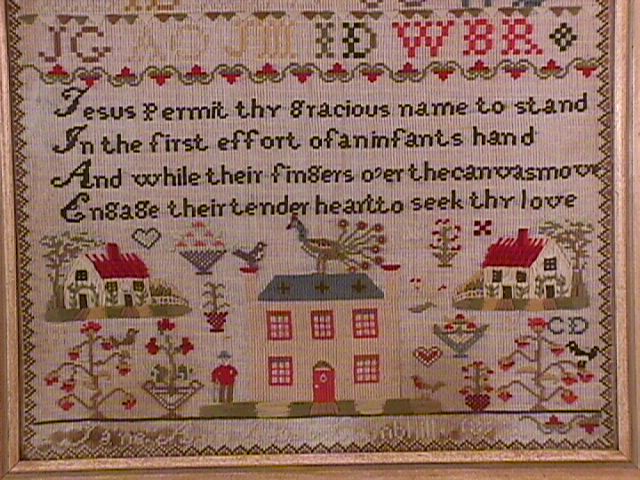 JG AD JM ID WBR
Jesus permit thy gracious name to stand
In the first effort of an infants hand
And while their fingers o'er the canvas move
Engage their tender heart to seek thy love
CD